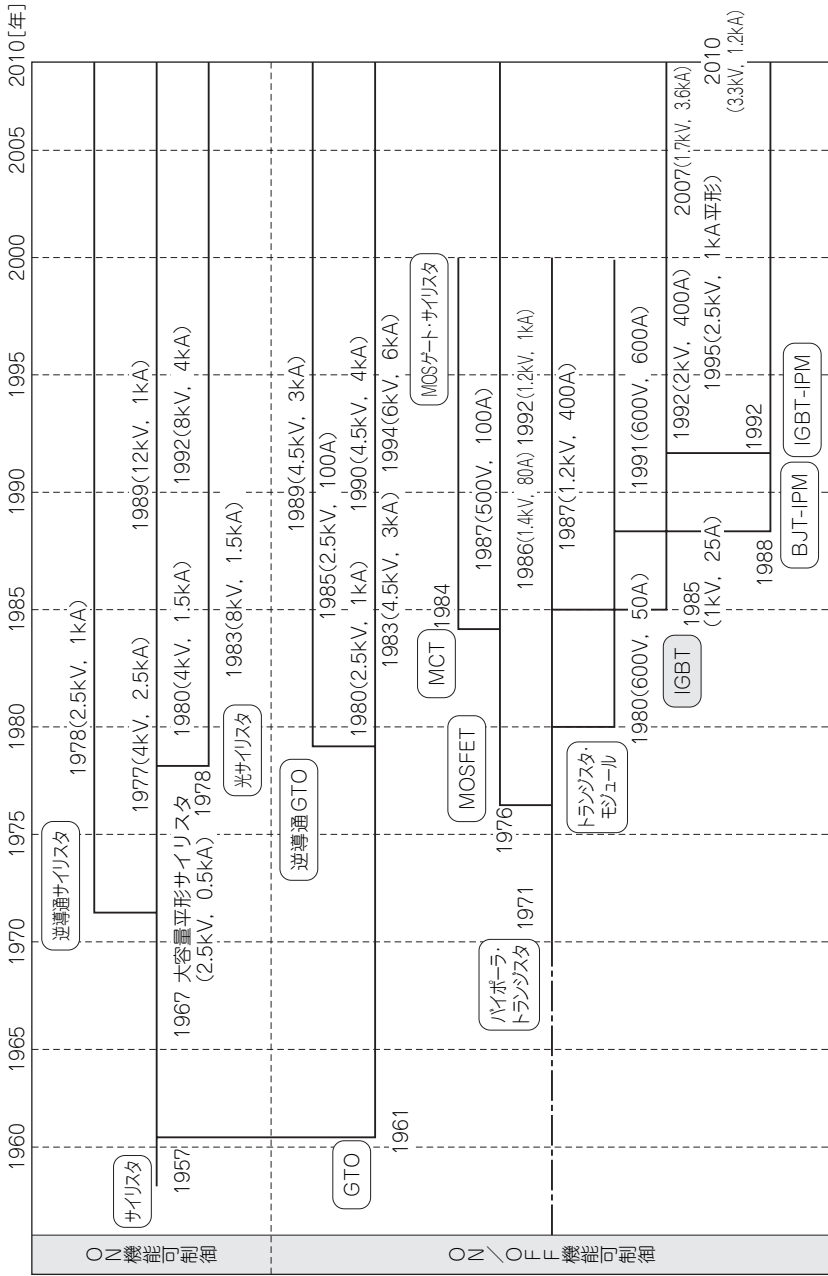 1960 1965 1970 1975 1980 1985 1990 1995 2000 2005 2010[年]
ON機能可制御
サイリスタ
1957
逆導通サイリスタ
1978(2.5kV, 1kA)
1967 大容量平形サイリスタ
(2.5kV, 0.5kA)
1977(4kV, 2.5kA)
1989(12kV, 1kA)
1978
1980(4kV, 1.5kA)
1992(8kV, 4kA)
光サイリスタ
1983(8kV, 1.5kA)
ON/OFF機能可制御
GTO
1961
逆導通GTO
1989(4.5kV, 3kA)
1985(2.5kV, 100A)
1980(2.5kV, 1kA)
1990(4.5kV, 4kA)
1983(4.5kV, 3kA)
1994(6kV, 6kA)
MCT
1984
MOSゲート・サイリスタ
MOSFET
1976
1987(500V, 100A)
バイポーラ・
トランジスタ
1971
1986(1.4kV, 80A)
1992(1.2kV, 1kA)
1987(1.2kV, 400A)
トランジスタ・
モジュール
1980(600V, 50A)
1991(600V, 600A)
IGBT
1985
(1kV, 25A)
1992(2kV, 400A)
2007(1.7kV, 3.6kA)
1995(2.5kV, 1kA平形)
2010
(3.3kV, 1.2kA)
1988
1992
BJT-IPM
IGBT-IPM